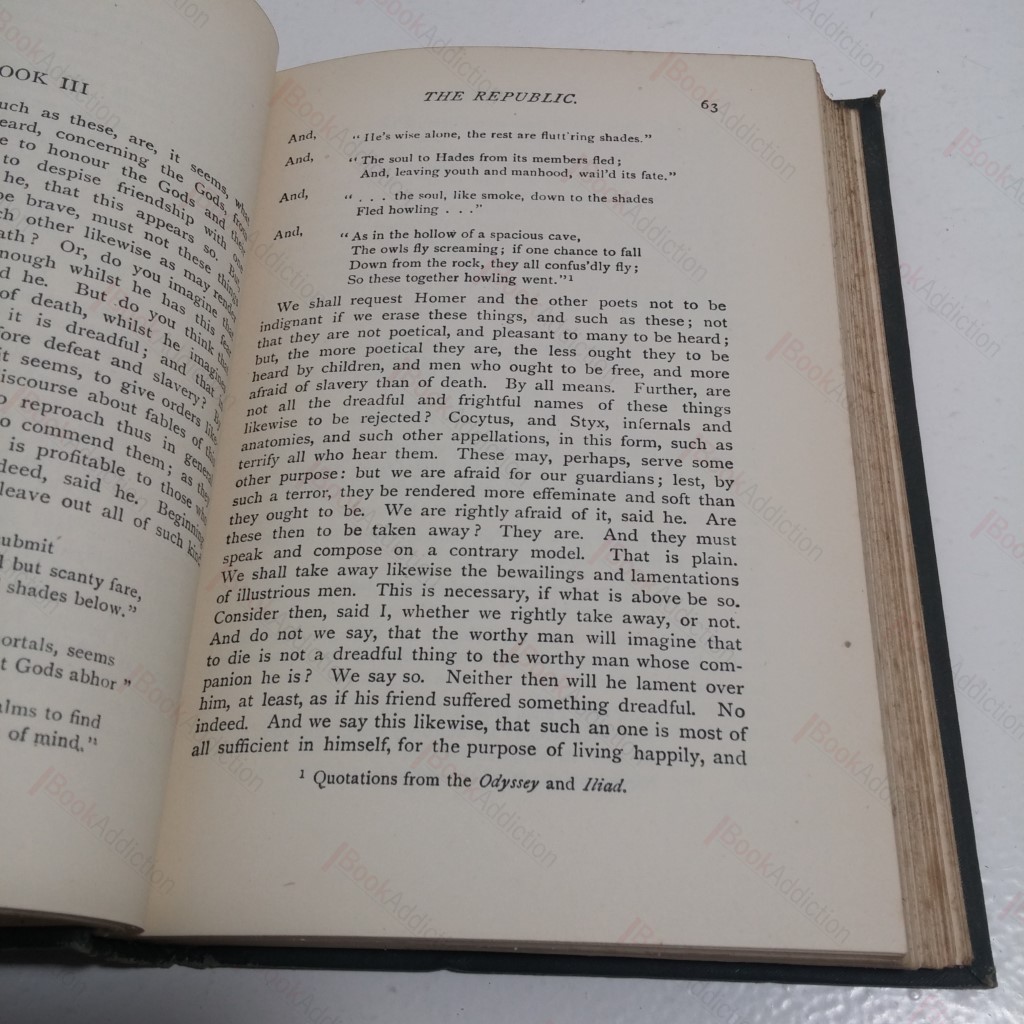 OOK III
uch as these, are, it seems, what
eard, concerning the Gods, from
e to honour the Gods and they
to despise friendship with one
he, that this appears so. But,
be brave, must not these things
ch other likewise as may render
ath? Or, do you imagine that
nough whilst he has this fear
d he. But do you think that
of death, whilst he imagines
it is dreadful; and that is
fore defeat and slavery? By
it seems, to give orders like
discourse about fables of this
o reproach thus in general
o commend them; as they
is profitable to those who
deed, said he. Beginning
leave out all of such kind
submit
l but scanty fare,
shades below."
ortals, seems
t Gods abhor"
alms to find
of mind."
THE REPUBLIC. 63
And, "He's wise alone, the rest are flutt'ring shades."
And, "The soul to Hades from its members fled;
And, leaving youth and manhood, wail'd its fate."
And, ". . . the soul, like smoke, down to the shades
Fled howling . . ."
And, "As in the hollow of a spacious cave,
The owls fly screaming; if one chance to fall
Down from the rock, they all confus'dly fly;
So these together howling went."1
We shall request Homer and the other poets not to be
indignant if we erase these things, and such as these; not
that they are not poetical, and pleasant to many to be heard;
but, the more poetical they are, the less ought they to be
heard by children, and men who ought to be free, and more
afraid of slavery than of death. By all means. Further, are
not all the dreadful and frightful names of these things
likewise to be rejected? Cocytus, and Styx, infernals and
anatomies, and such other appellations, in this form, such as
terrify all who hear them. These may, perhaps, serve some
other purpose: but we are afraid for our guardians; lest, by
such a terror, they be rendered more effeminate and soft than
they ought to be. We are rightly afraid of it, said he. Are
these then to be taken away? They are. And they must
speak and compose on a contrary model. That is plain.
We shall take away likewise the bewailings and lamentations
of illustrious men. This is necessary, if what is above be so.
Consider then, said I, whether we rightly take away, or not.
And do not we say, that the worthy man will imagine that
to die is not a dreadful thing to the worthy man whose com-
panion he is? We say so. Neither then will he lament over
him, at least, as if his friend suffered something dreadful. No
indeed. And we say this likewise, that such an one is most of
all sufficient in himself, for the purpose of living happily, and
1 Quotations from the Odyssey and Iliad.
BookAddiction